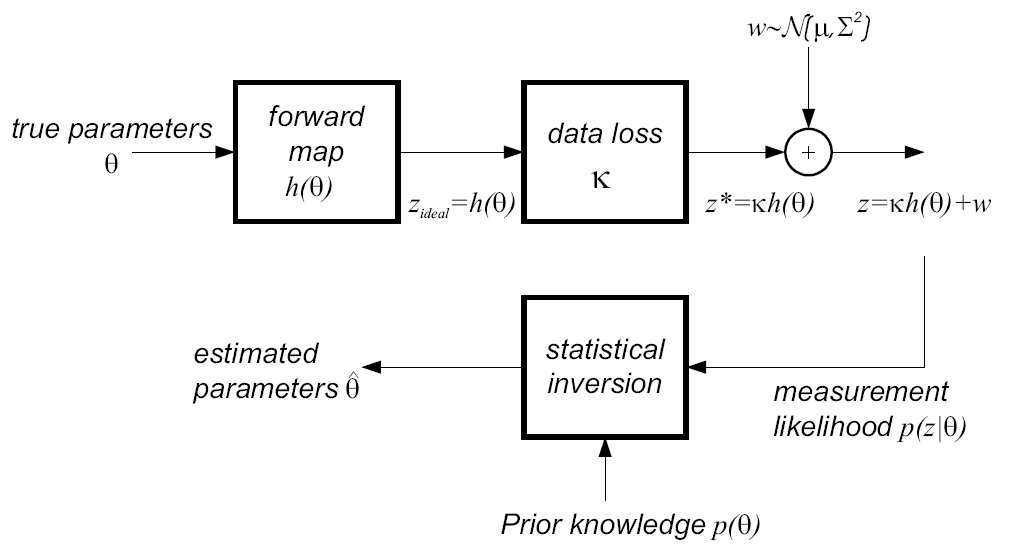 w~𝒩(μ,Σ²)
true parameters
θ
forward
map
h(θ)
z_ideal=h(θ)
data loss
κ
+
z*=κh(θ)
z=κh(θ)+w
estimated
parameters θ̂
statistical
inversion
measurement
likelihood p(z|θ)
Prior knowledge p(θ)